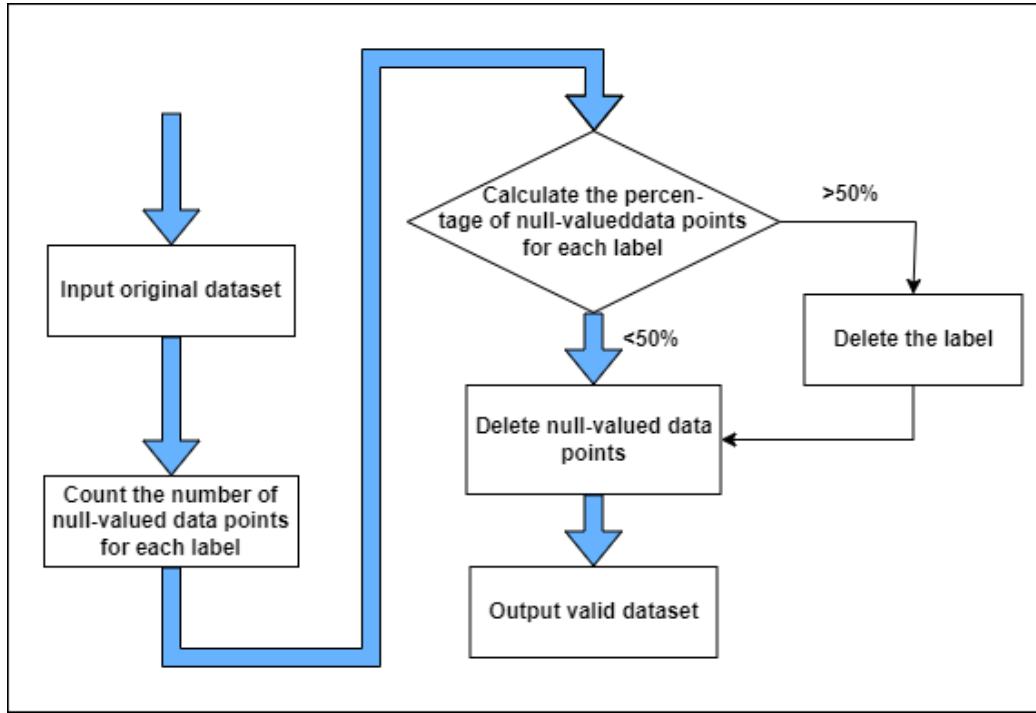 Input original dataset
Count the number of
null-valued data points
for each label
Calculate the percen-
tage of null-valueddata points
for each label
>50%
<50%
Delete the label
Delete null-valued data
points
Output valid dataset